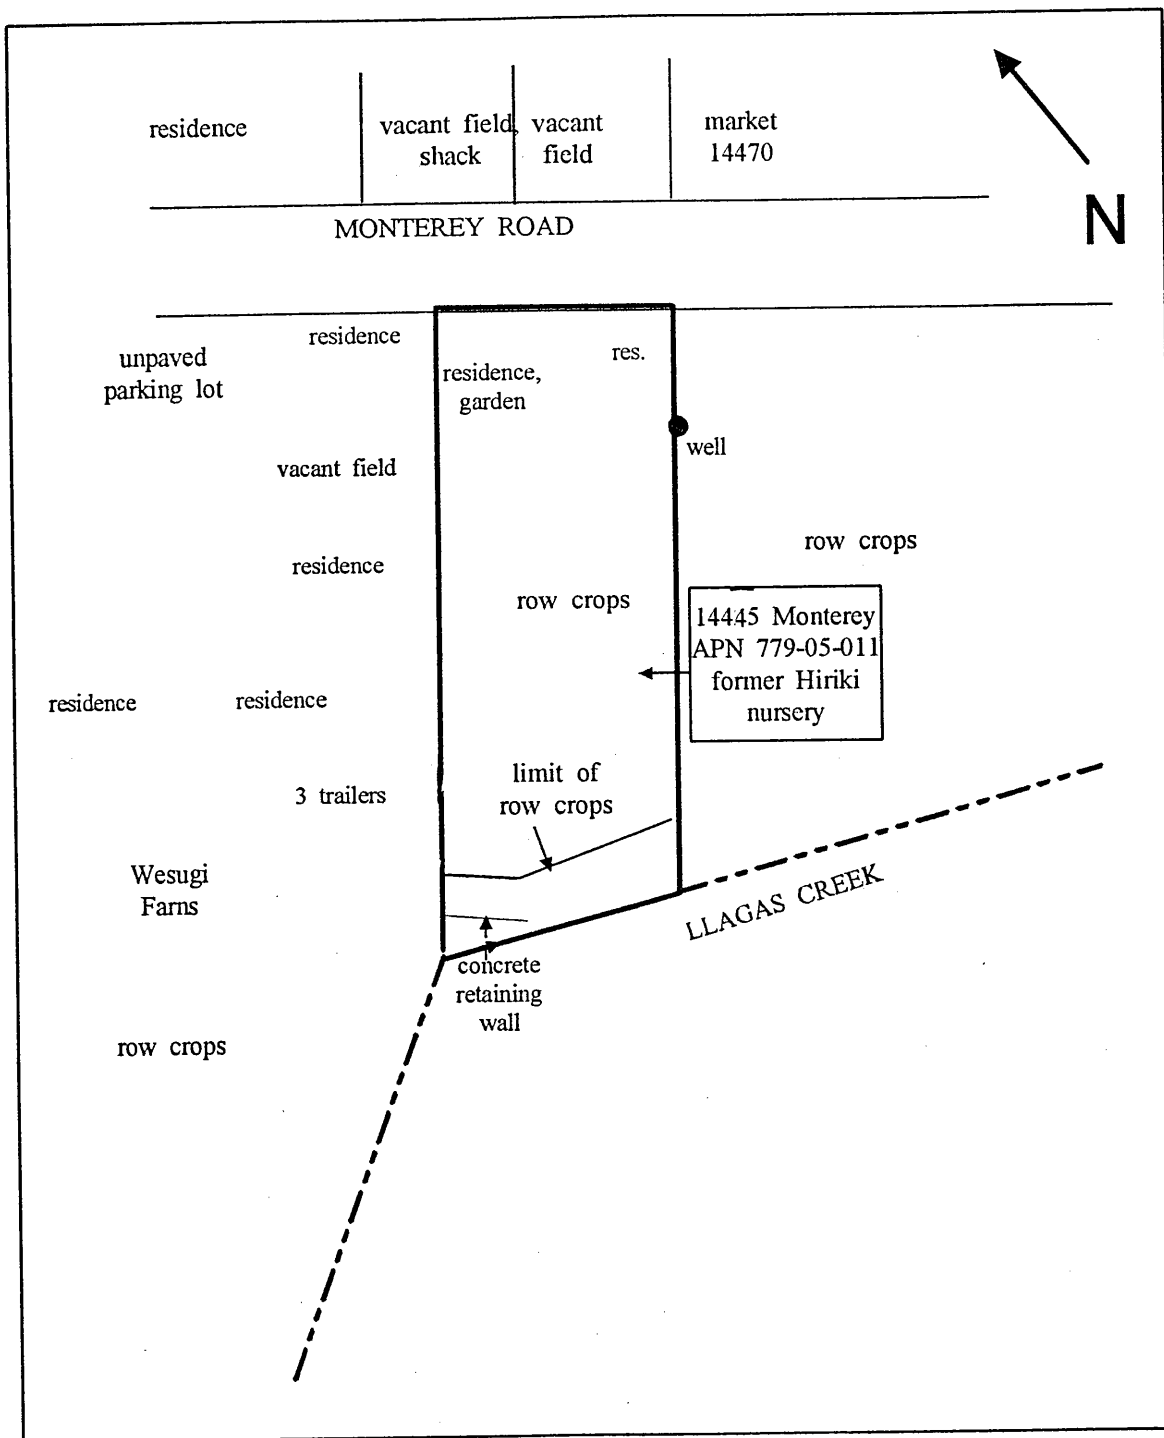 residence
vacant field,
shack
vacant
field
market
14470
N
MONTEREY ROAD
residence
unpaved
parking lot
residence,
garden
res.
well
vacant field
row crops
residence
row crops
14445 Monterey
APN 779-05-011
former Hiriki
nursery
residence
residence
limit of
row crops
3 trailers
Wesugi
Farns
LLAGAS CREEK
concrete
retaining
wall
row crops